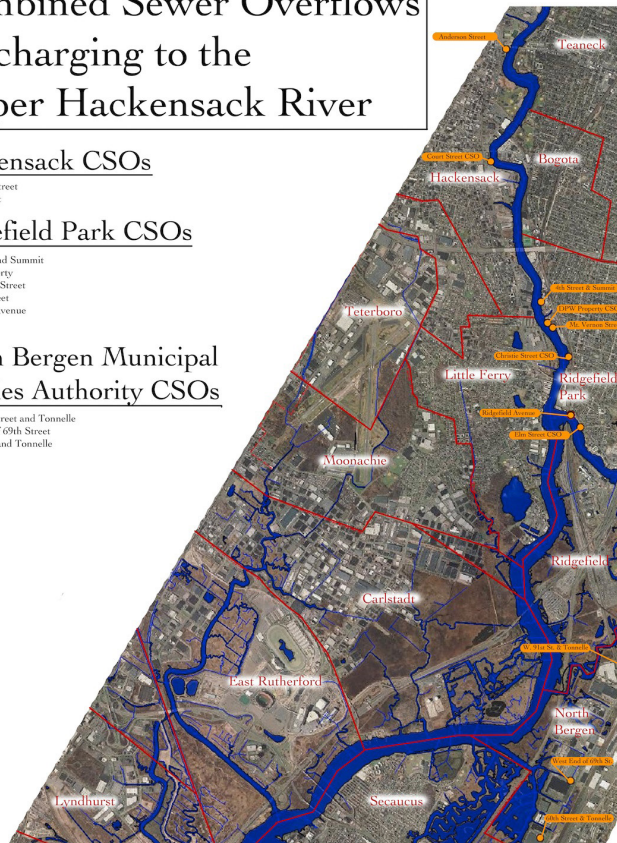 mbined Sewer Overflows
charging to the
per Hackensack River
ensack CSOs
treet
t
efield Park CSOs
nd Summit
rty
Street
eet
venue
n Bergen Municipal
ies Authority CSOs
reet and Tonnelle
f 69th Street
and Tonnelle
Anderson Street
Teaneck
Court Street CSO
Bogota
Hackensack
4th Street & Summit
Teterboro
DPW Property CSO
Mt. Vernon Stre
Christie Street CSO
Little Ferry
Ridgefield
Park
Ridgefield Avenue
Elm Street CSO
Moonachie
Ridgefield
Carlstadt
W. 91st St. & Tonnelle
East Rutherford
North
Bergen
West End of 69th St.
Lyndhurst
Secaucus
60th Street & Tonnelle